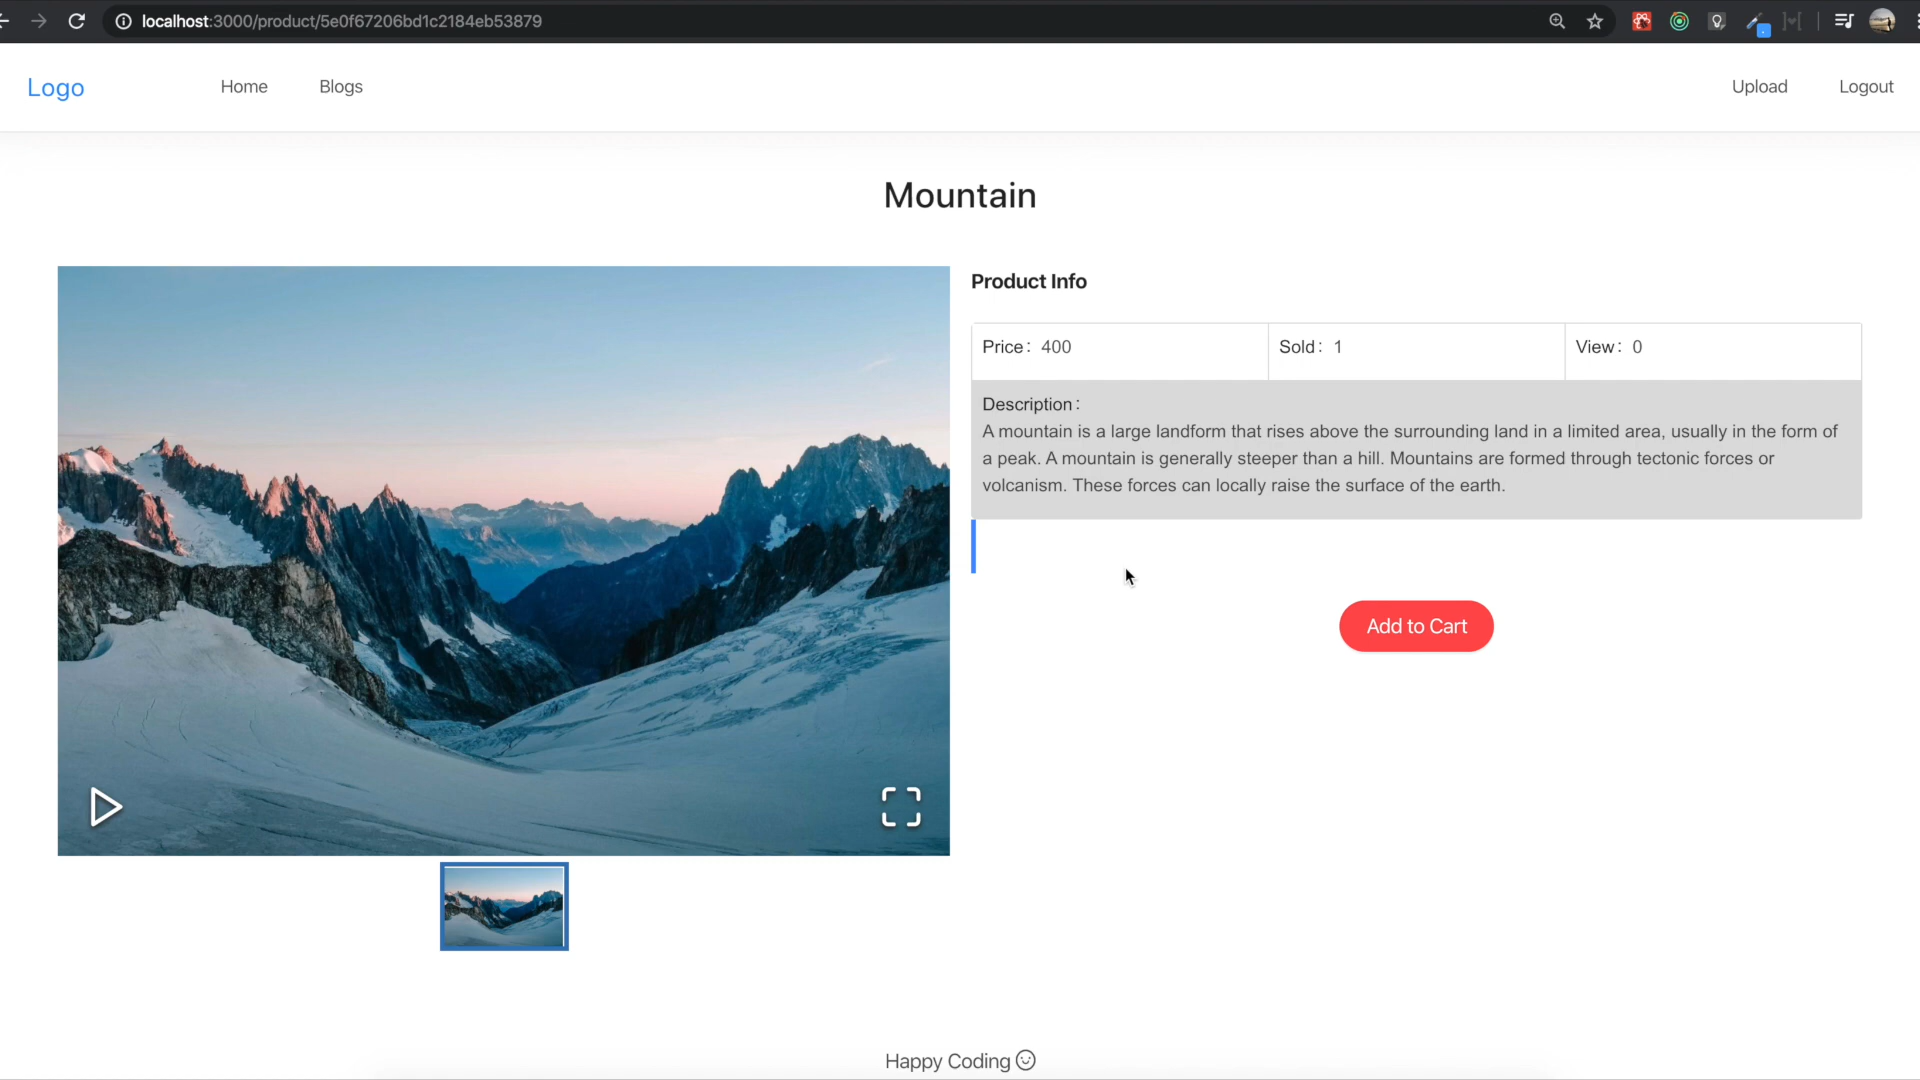 localhost:3000/product/5e0f67206bd1c2184eb53879
Logo Home Blogs Upload Logout
Mountain
Product Info
Price: 400 Sold: 1 View: 0
Description:
A mountain is a large landform that rises above the surrounding land in a limited area, usually in the form of
a peak. A mountain is generally steeper than a hill. Mountains are formed through tectonic forces or
volcanism. These forces can locally raise the surface of the earth.
Add to Cart
Happy Coding